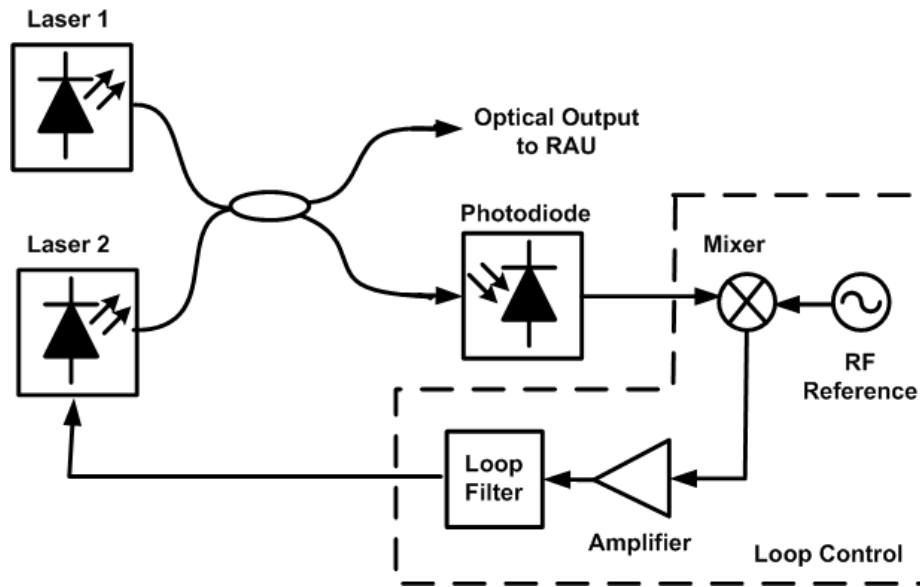 Laser 1
Optical Output
to RAU
Photodiode
Laser 2
Mixer
RF
Reference
Loop
Filter
Amplifier
Loop Control